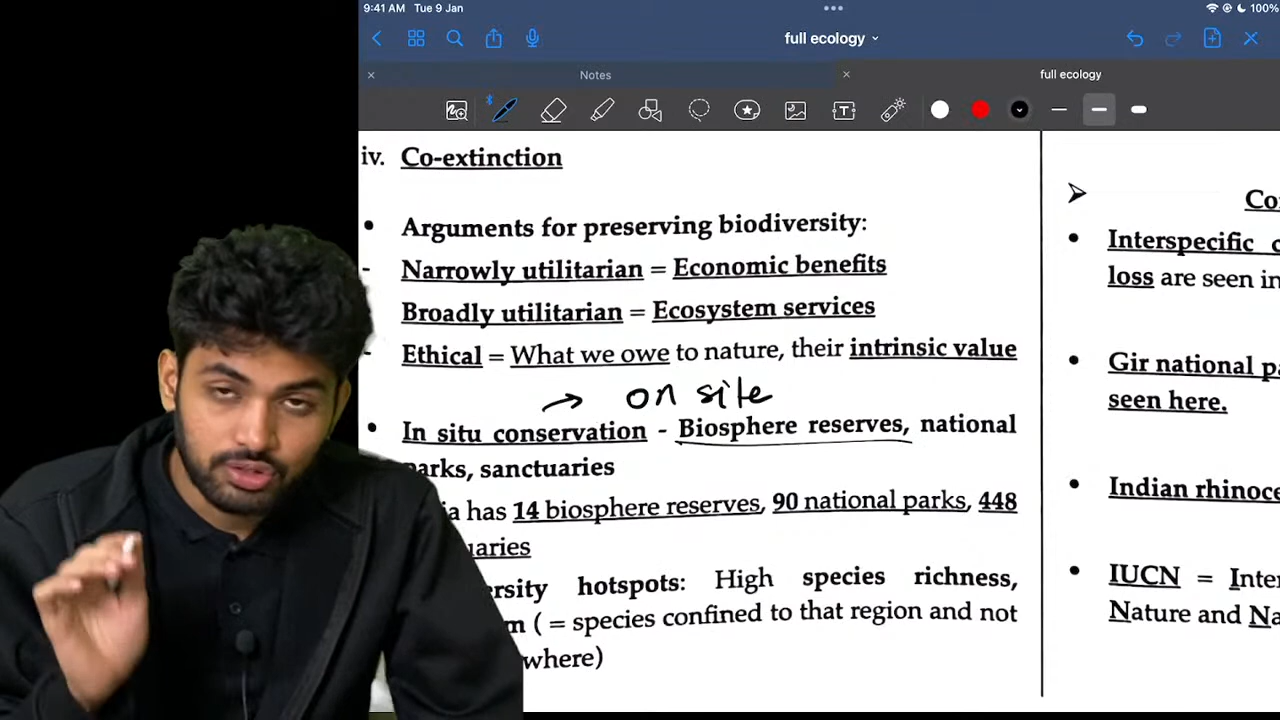 9:41 AM Tue 9 Jan
100%
full ecology
Notes
full ecology
iv. Co-extinction
• Arguments for preserving biodiversity:
- Narrowly utilitarian = Economic benefits
Broadly utilitarian = Ecosystem services
- Ethical = What we owe to nature, their intrinsic value
→ on site
• In situ conservation - Biosphere reserves, national
parks, sanctuaries
has 14 biosphere reserves, 90 national parks, 448
hotspots: High species richness,
( = species confined to that region and not
➤
• Interspecific
loss are seen in
• Gir national
seen here.
• Indian
• IUCN =
Nature and